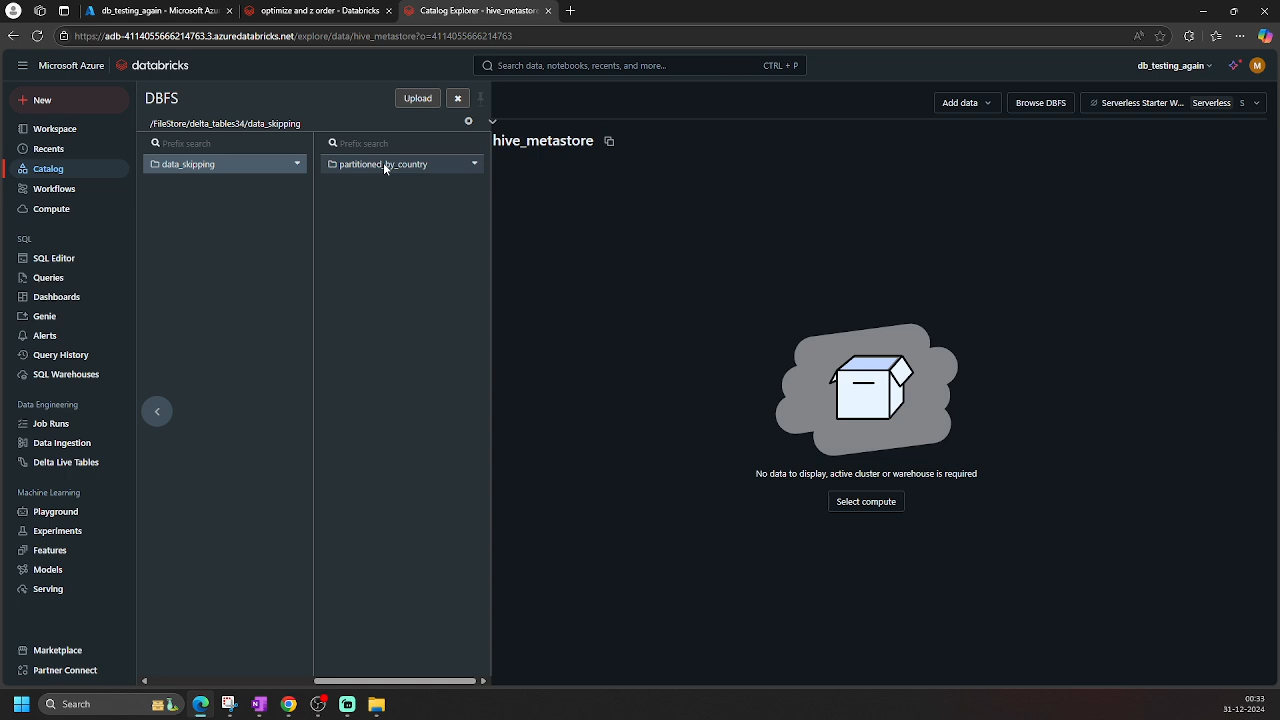 db_testing_again - Microsoft Azu
optimize and z order - Databricks
Catalog Explorer - hive_metastore
https://adb-4114055666214763.3.azuredatabricks.net/explore/data/hive_metastore?o=4114055666214763
Microsoft Azure
databricks
Search data, notebooks, recents, and more...
CTRL + P
db_testing_again
M
New
Workspace
Recents
Catalog
Workflows
Compute
SQL
SQL Editor
Queries
Dashboards
Genie
Alerts
Query History
SQL Warehouses
Data Engineering
Job Runs
Data Ingestion
Delta Live Tables
Machine Learning
Playground
Experiments
Features
Models
Serving
Marketplace
Partner Connect
DBFS
Upload
/FileStore/delta_tables34/data_skipping
Prefix search
Prefix search
data_skipping
partitioned_by_country
Add data
Browse DBFS
Serverless Starter W...
Serverless
S
hive_metastore
No data to display, active cluster or warehouse is required
Select compute
Search
00:33
31-12-2024